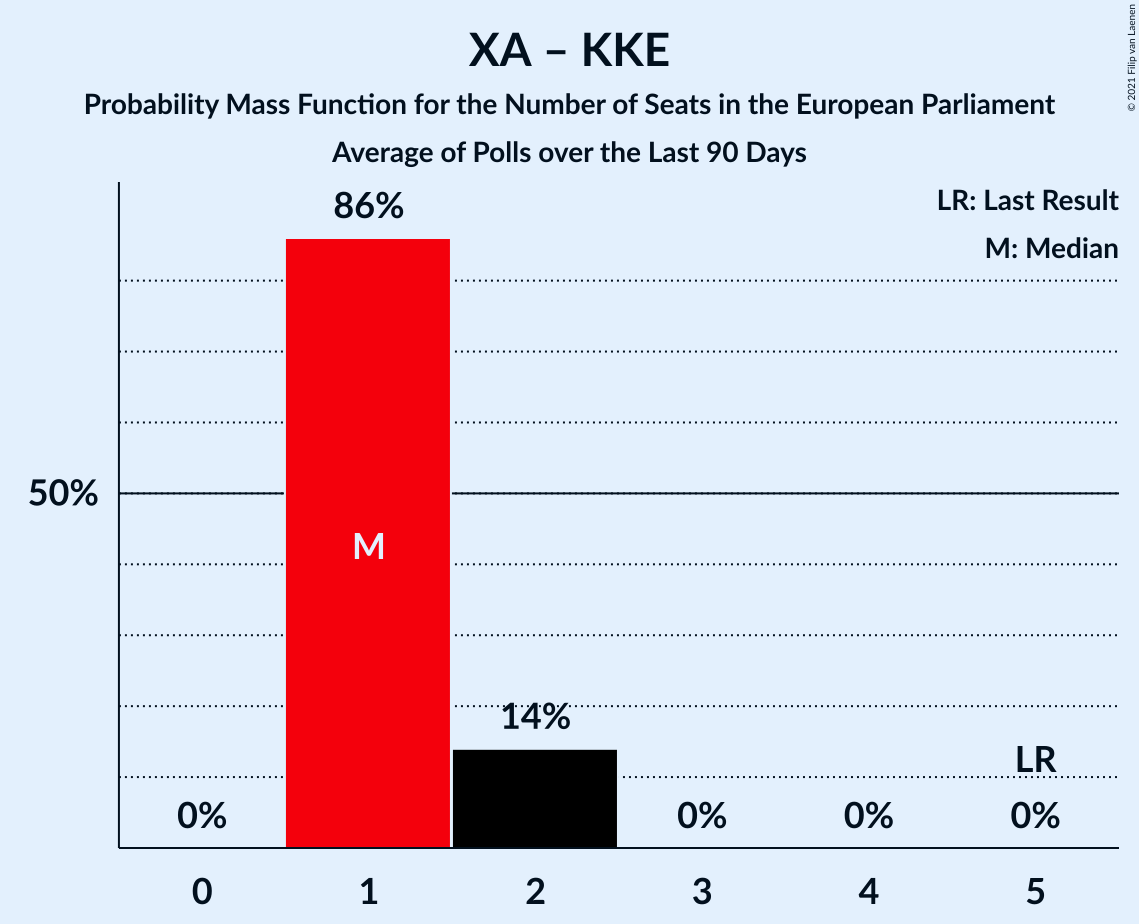 XA – KKE
Probability Mass Function for the Number of Seats in the European Parliament
Average of Polls over the Last 90 Days
© 2021 Filip van Laenen
LR: Last Result
M: Median
86%
50%
M
14%
LR
0%
0%
0%
0%
0 1 2 3 4 5